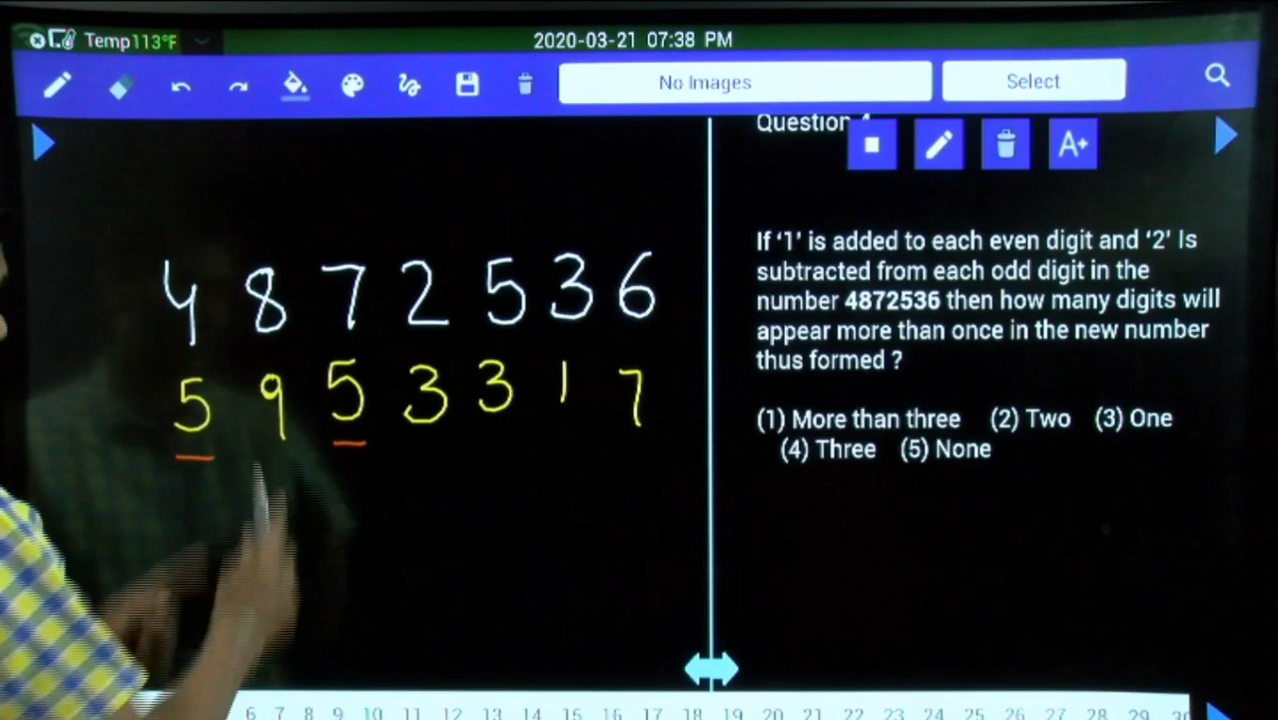 Temp113°F
2020-03-21 07:38 PM
No Images
Select
A+
4 8 7 2 5 3 6
5 9 5 3 3 1 7
If '1' is added to each even digit and '2' Is
subtracted from each odd digit in the
number 4872536 then how many digits will
appear more than once in the new number
thus formed ?
(1) More than three (2) Two (3) One
(4) Three (5) None
6 7 8 9 10 11 12 13 14 15 16 17 18 19 20 21 22 23 24 25 26 27 28 29 30